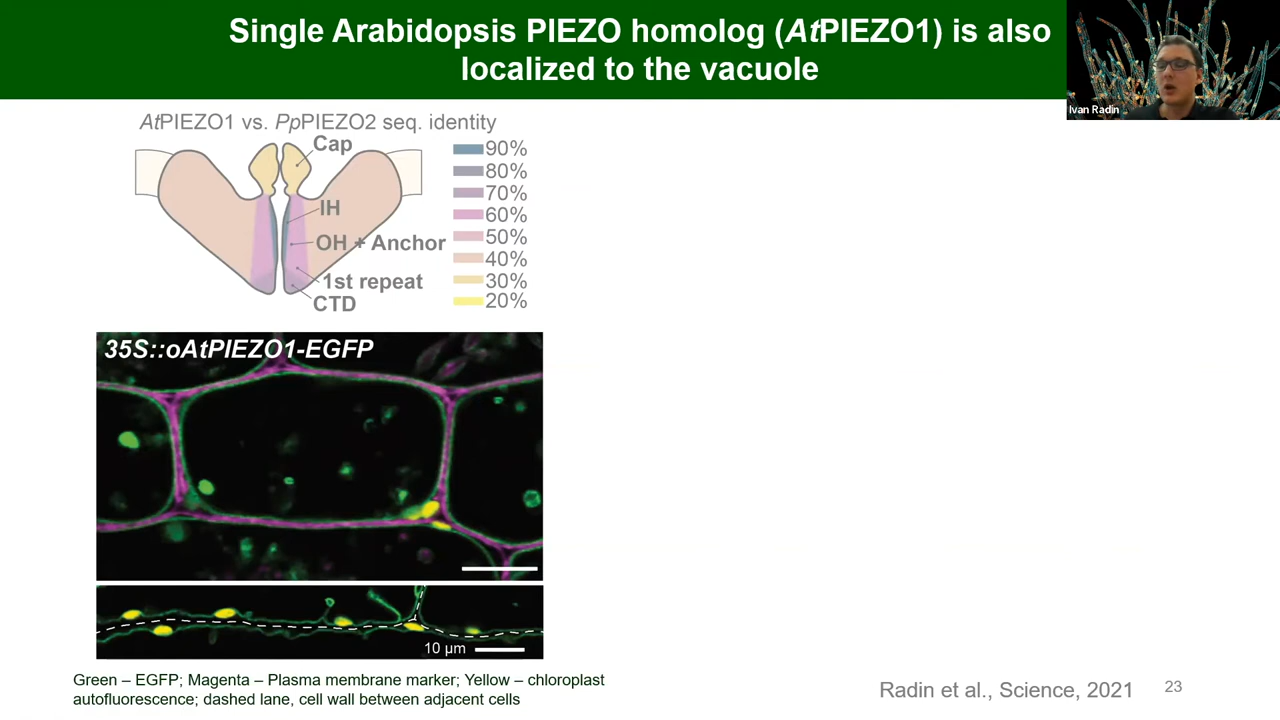 Single Arabidopsis PIEZO homolog (AtPIEZO1) is also
localized to the vacuole
Ivan Radin
AtPIEZO1 vs. PpPIEZO2 seq. identity
Cap
IH
OH + Anchor
1st repeat
CTD
90%
80%
70%
60%
50%
40%
30%
20%
35S::oAtPIEZO1-EGFP
10 µm
Green – EGFP; Magenta – Plasma membrane marker; Yellow – chloroplast
autofluorescence; dashed lane, cell wall between adjacent cells
Radin et al., Science, 2021
23